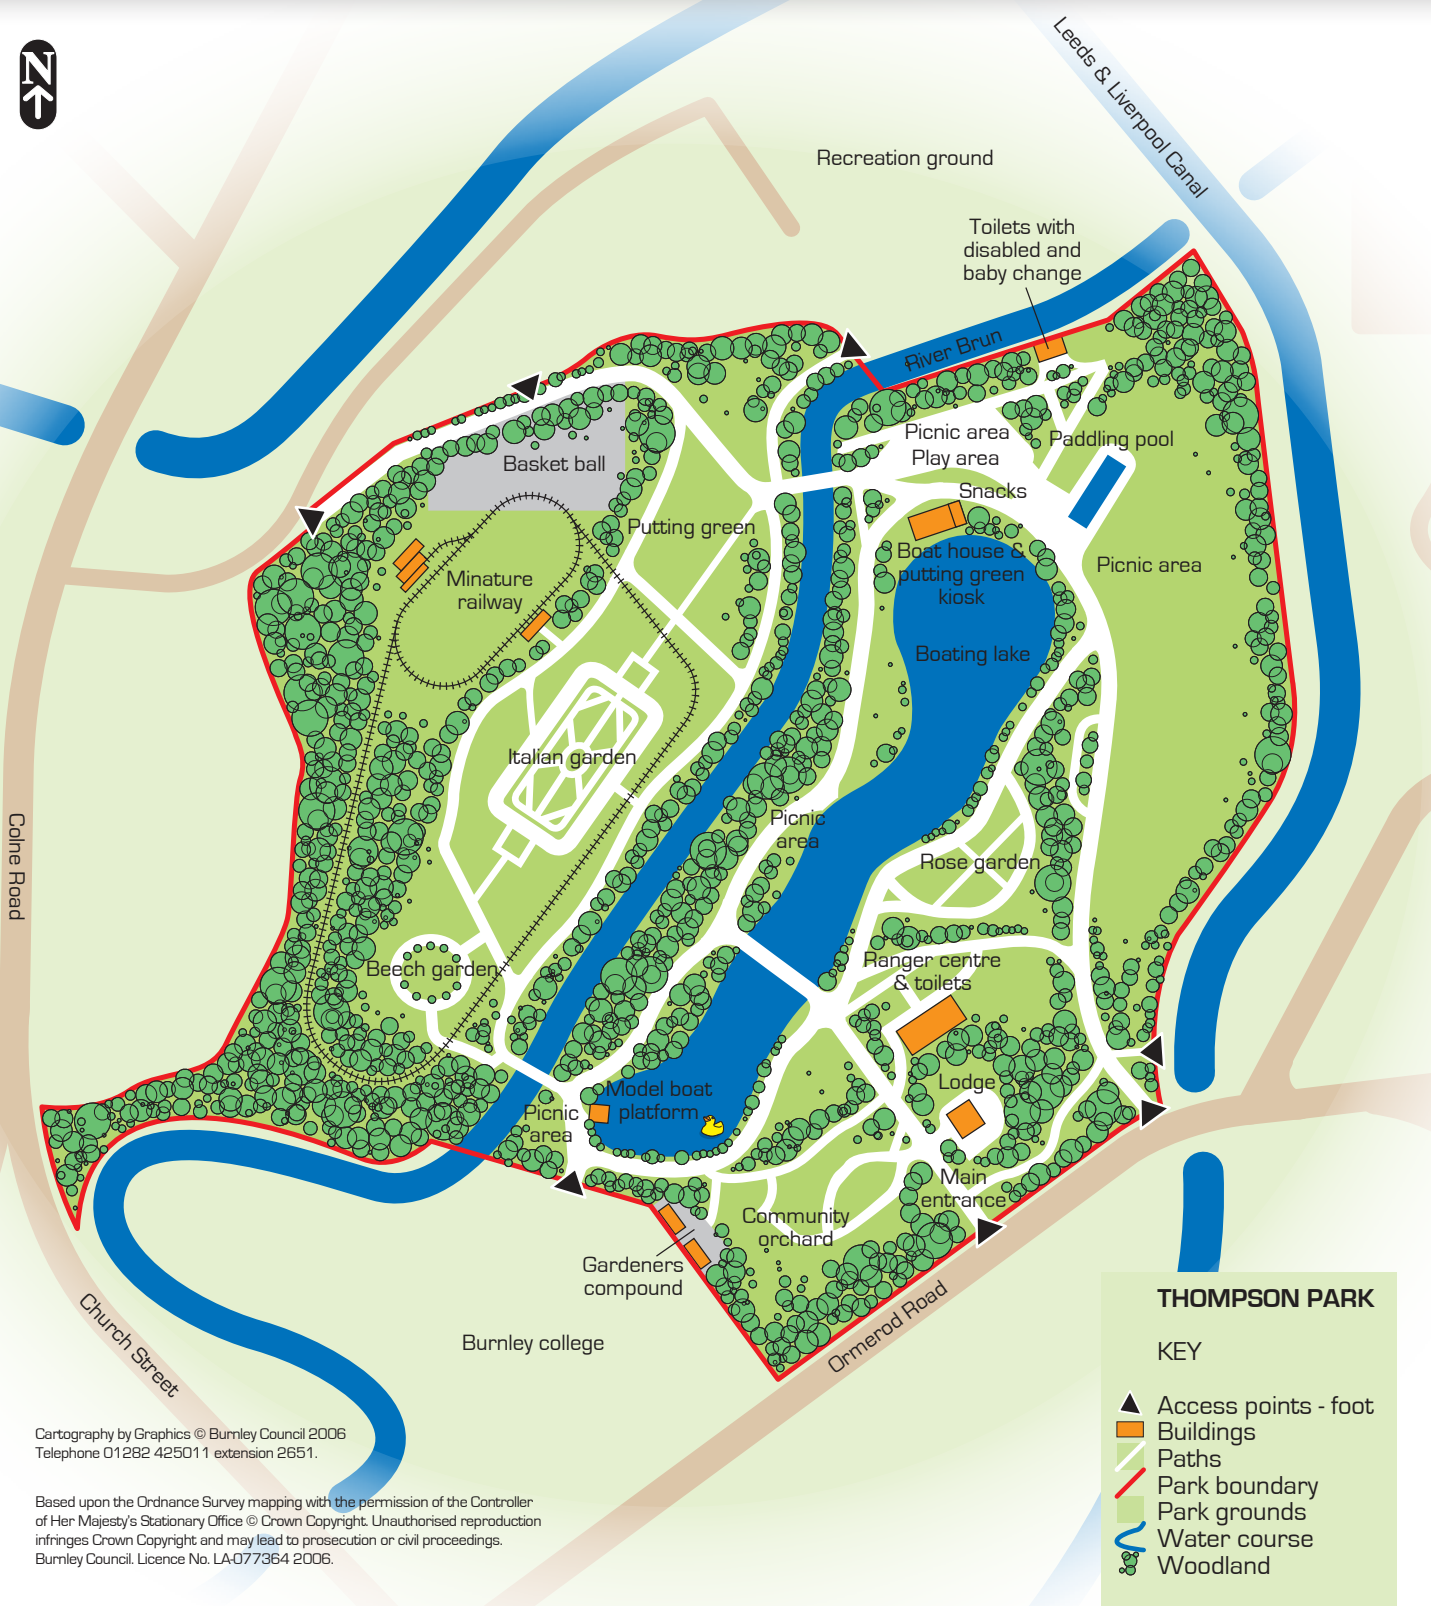 N
Leeds & Liverpool Canal
Recreation ground
Toilets with
disabled and
baby change
River Brun
Picnic area
Play area
Paddling pool
Basket ball
Snacks
Putting green
Boat house &
putting green
kiosk
Picnic area
Minature
railway
Boating lake
Italian garden
Picnic
area
Rose garden
Colne Road
Beech garden
Ranger centre
& toilets
Lodge
Model boat
platform
Picnic
area
Main
entrance
Community
orchard
Gardeners
compound
Burnley college
Ormerod Road
Church Street
THOMPSON PARK
KEY
Access points - foot
Buildings
Paths
Park boundary
Park grounds
Water course
Woodland
Cartography by Graphics © Burnley Council 2006
Telephone 01282 425011 extension 2651.
Based upon the Ordnance Survey mapping with the permission of the Controller
of Her Majesty's Stationary Office © Crown Copyright. Unauthorised reproduction
infringes Crown Copyright and may lead to prosecution or civil proceedings.
Burnley Council. Licence No. LA-077364 2006.